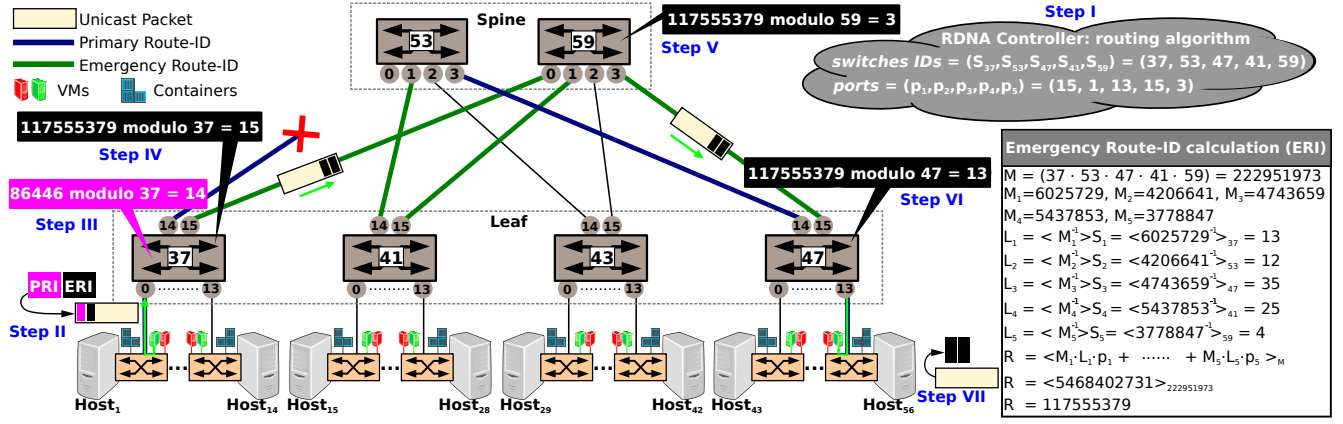 Unicast Packet
Primary Route-ID
Emergency Route-ID
VMs
Containers
Spine
53
59
0 1 2 3
0 1 2 3
117555379 modulo 59 = 3
Step V
Step I
RDNA Controller: routing algorithm
switches IDs = (S37,S53,S47,S41,S59) = (37, 53, 47, 41, 59)
ports = (p1,p2,p3,p4,p5) = (15, 1, 13, 15, 3)
117555379 modulo 37 = 15
Step IV
86446 modulo 37 = 14
Step III
117555379 modulo 47 = 13
Step VI
Leaf
14 15
14 15
14 15
14 15
37
41
43
47
0 ........ 13
0 ........ 13
0 ........ 13
0 ........ 13
PRI ERI
Step II
Step VII
... ... ... ...
Host1
Host14
Host15
Host28
Host29
Host42
Host43
Host56
Emergency Route-ID calculation (ERI)
M = (37 · 53 · 47 · 41 · 59) = 222951973
M1=6025729, M2=4206641, M3=4743659
M4=5437853, M5=3778847
L1 = < M1^-1>S1 = <6025729^-1>37 = 13
L2 = < M2^-1>S2 = <4206641^-1>53 = 12
L3 = < M3^-1>S3 = <4743659^-1>47 = 35
L4 = < M4^-1>S4 = <5437853^-1>41 = 25
L5 = < M5^-1>S5= <3778847^-1>59 = 4
R = <M1·L1·p1 + ...... + M5·L5·p5 >M
R = <5468402731>222951973
R = 117555379